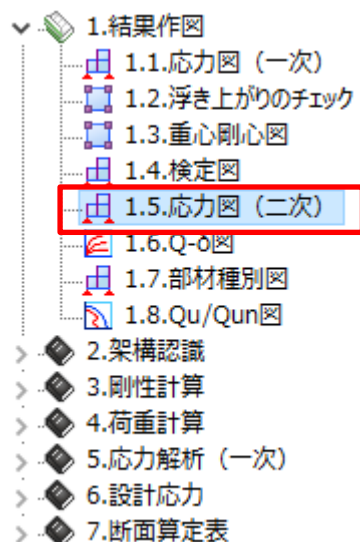 1.結果作図
1.1.応力図（一次）
1.2.浮き上がりのチェック
1.3.重心剛心図
1.4.検定図
1.5.応力図（二次）
1.6.Q-δ図
1.7.部材種別図
1.8.Qu/Qun図
2.架構認識
3.剛性計算
4.荷重計算
5.応力解析（一次）
6.設計応力
7.断面算定表